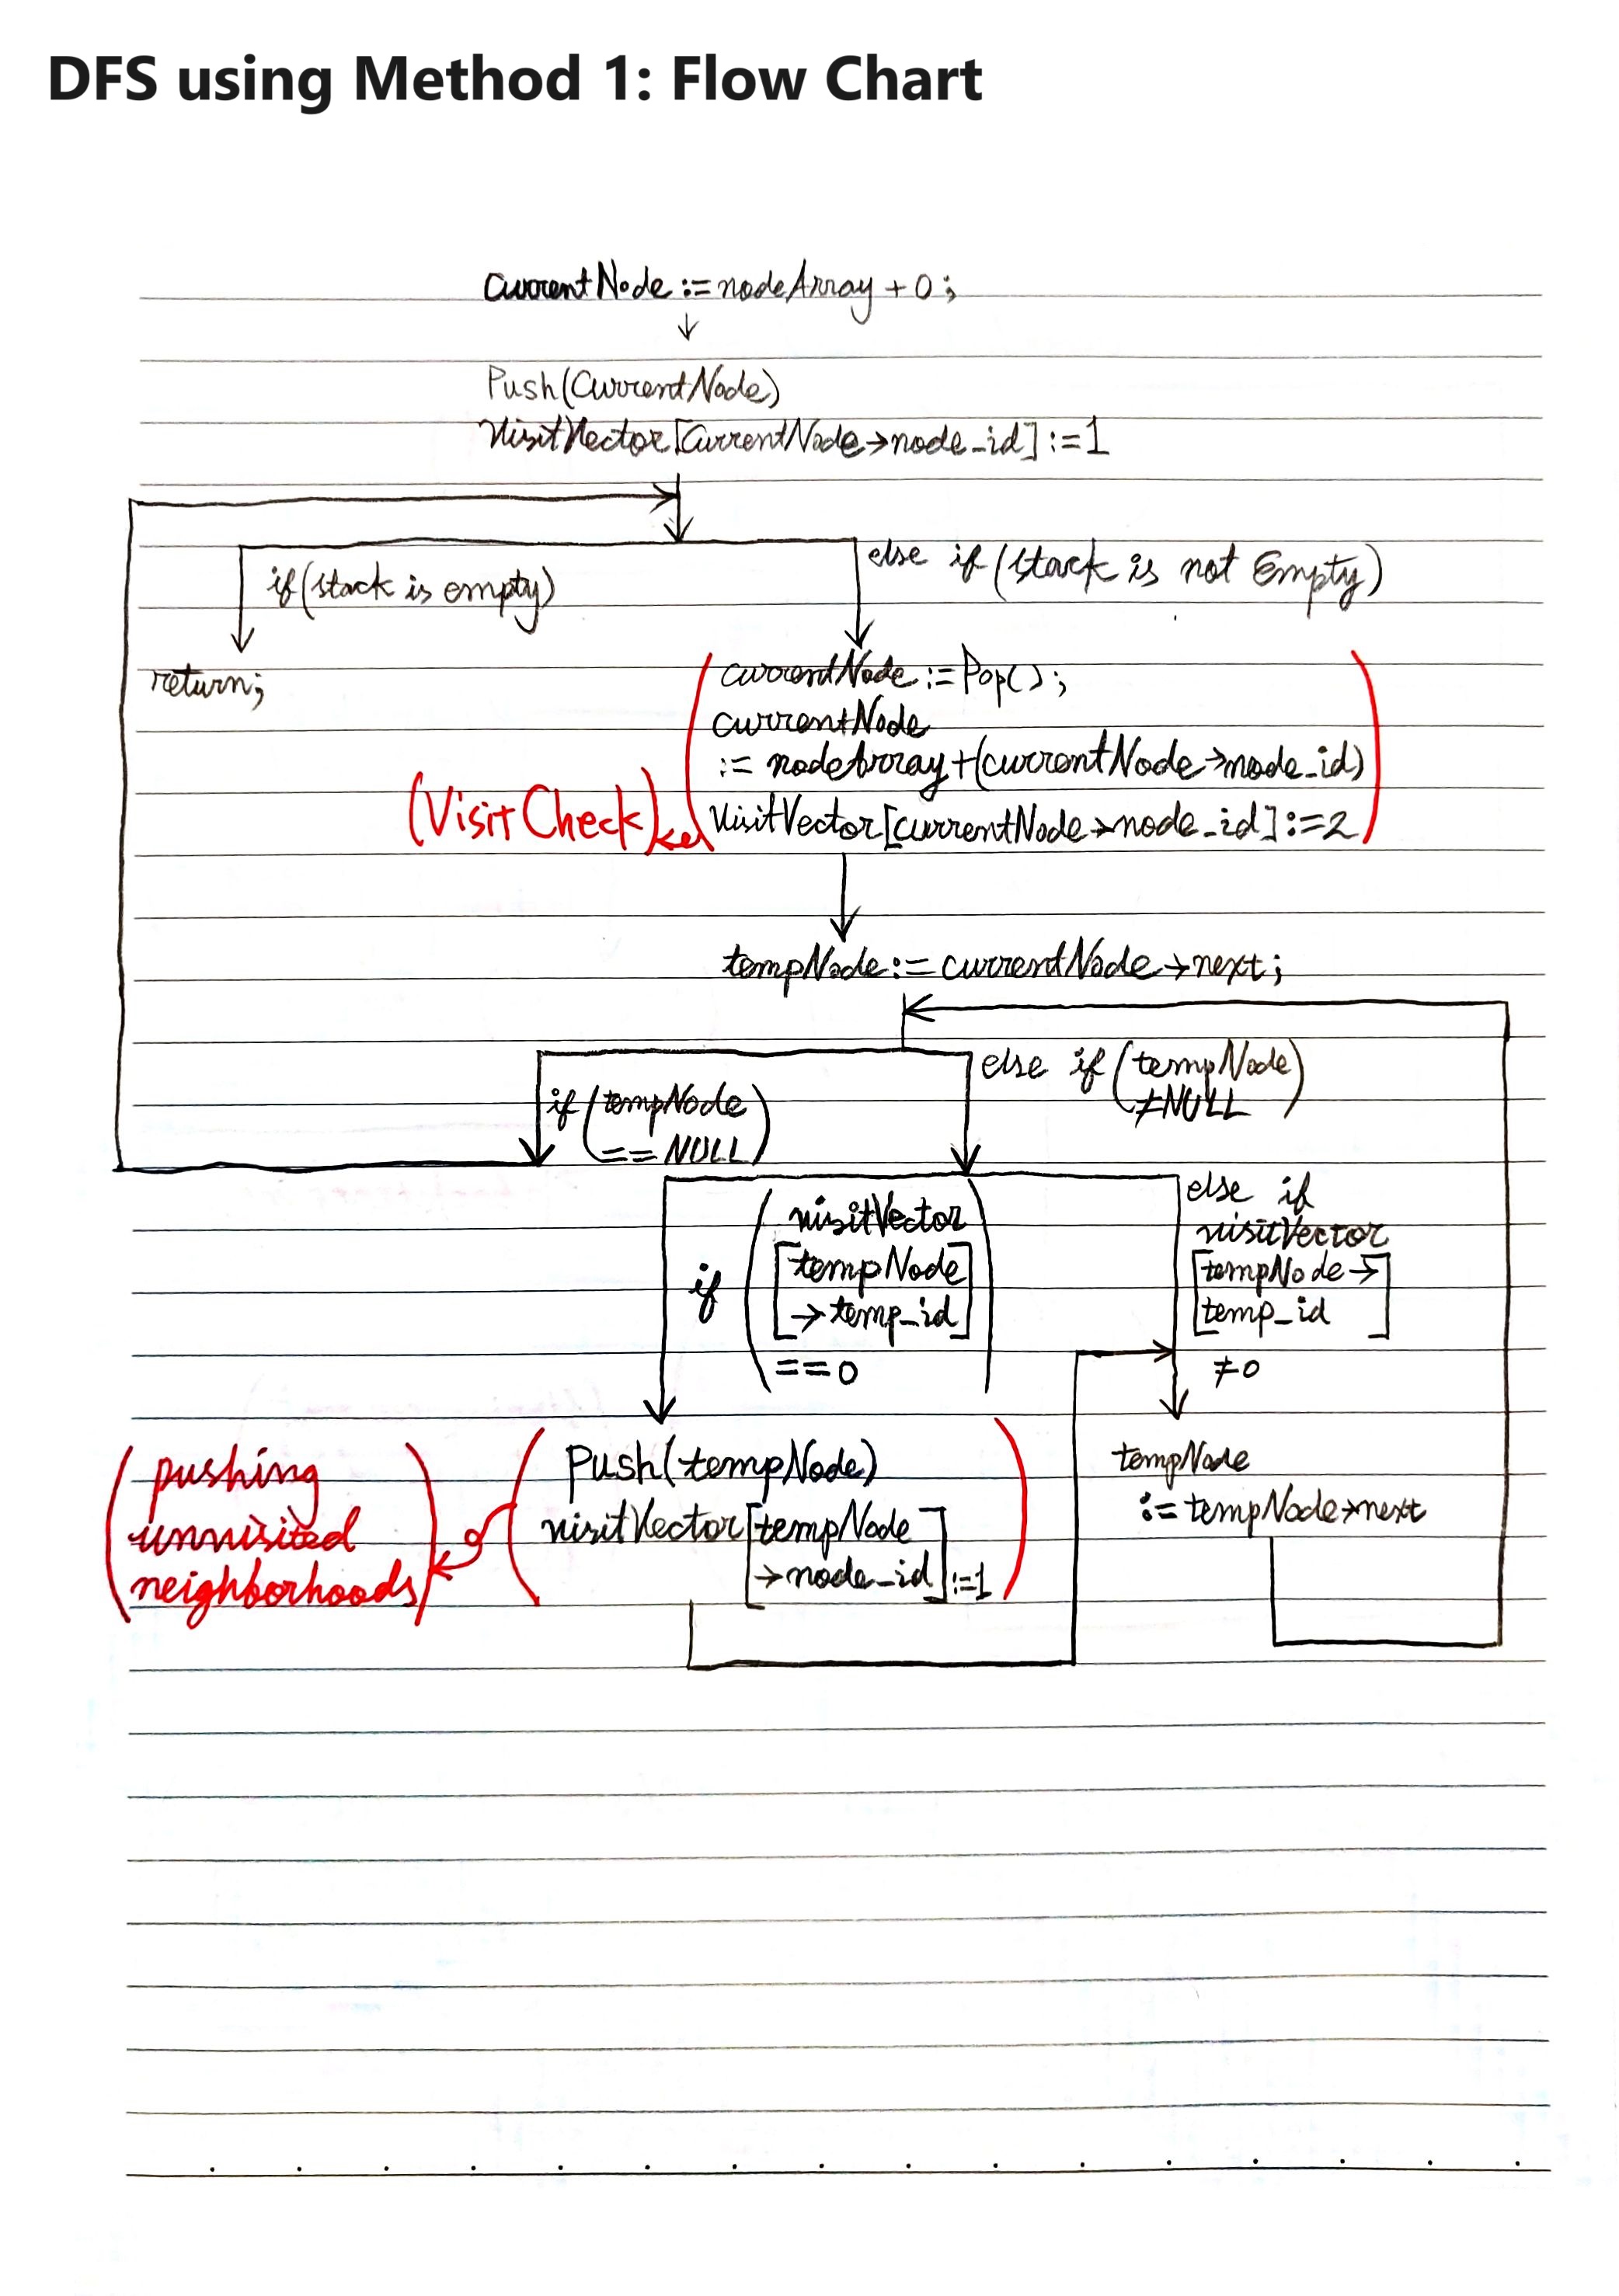 DFS using Method 1: Flow Chart
currentNode := nodeArray + 0;
Push(CurrentNode)
VisitVector[CurrentNode→node_id] := 1
if (stack is empty)
else if (stack is not Empty)
return;
currentNode := Pop();
currentNode
:= nodeArray+(currentNode→node_id)
(Visit Check)
VisitVector[currentNode→node_id] := 2
tempNode := currentNode→next;
if (tempNode
== NULL)
else if (tempNode
≠NULL)
if (visitVector
[tempNode
→temp_id]
== 0)
else if
visitVector
[tempNode→
temp_id]
≠0
Push(tempNode)
visitVector[tempNode
→node_id] :=1
(pushing
unvisited
neighborhoods)
tempNode
:= tempNode→next